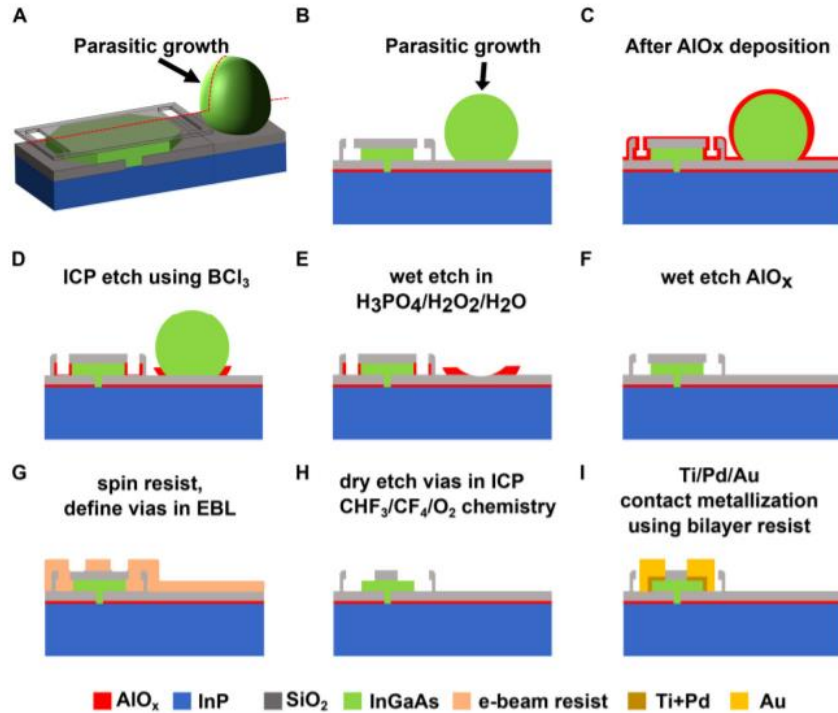 A
Parasitic growth
B
Parasitic growth
C
After AlOx deposition
D
ICP etch using BCl₃
E
wet etch in
H₃PO₄/H₂O₂/H₂O
F
wet etch AlOₓ
G
spin resist,
define vias in EBL
H
dry etch vias in ICP
CHF₃/CF₄/O₂ chemistry
I
Ti/Pd/Au
contact metallization
using bilayer resist
AlOₓ InP SiO₂ InGaAs e-beam resist Ti+Pd Au